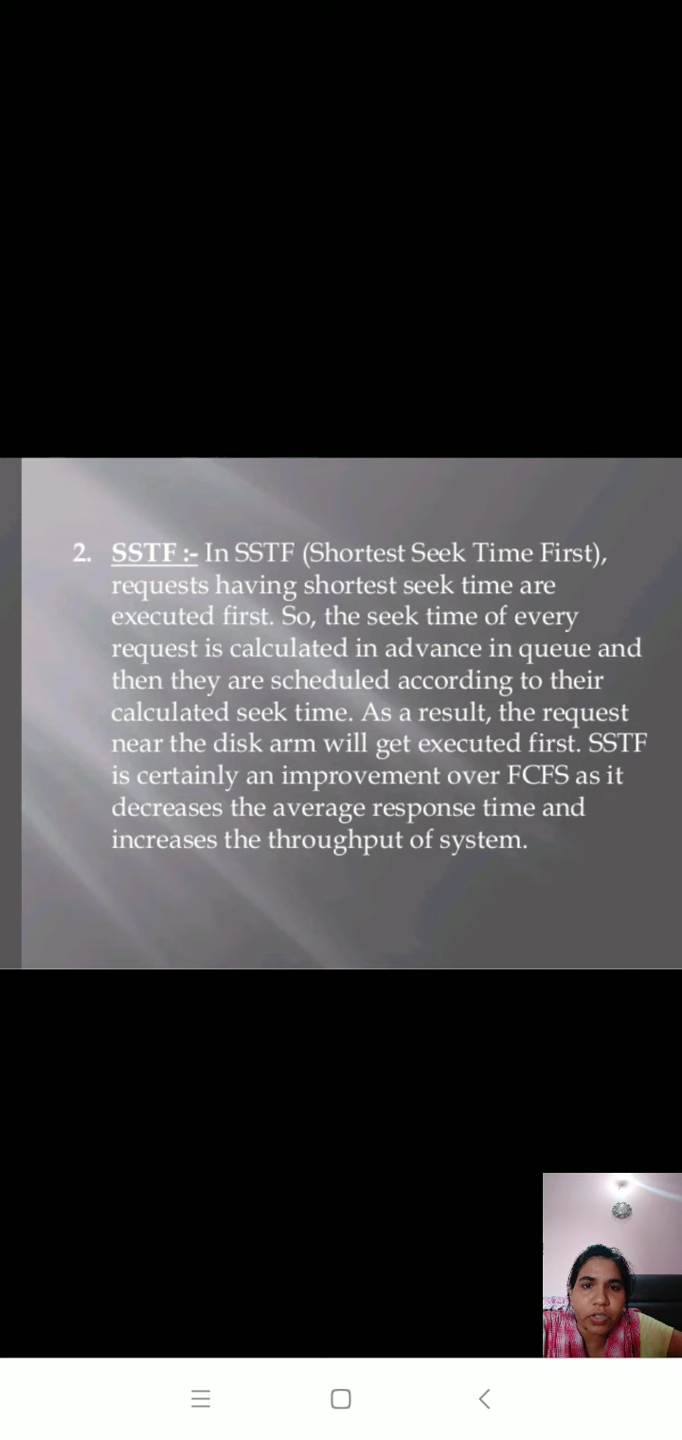 2. SSTF :- In SSTF (Shortest Seek Time First),
requests having shortest seek time are
executed first. So, the seek time of every
request is calculated in advance in queue and
then they are scheduled according to their
calculated seek time. As a result, the request
near the disk arm will get executed first. SSTF
is certainly an improvement over FCFS as it
decreases the average response time and
increases the throughput of system.